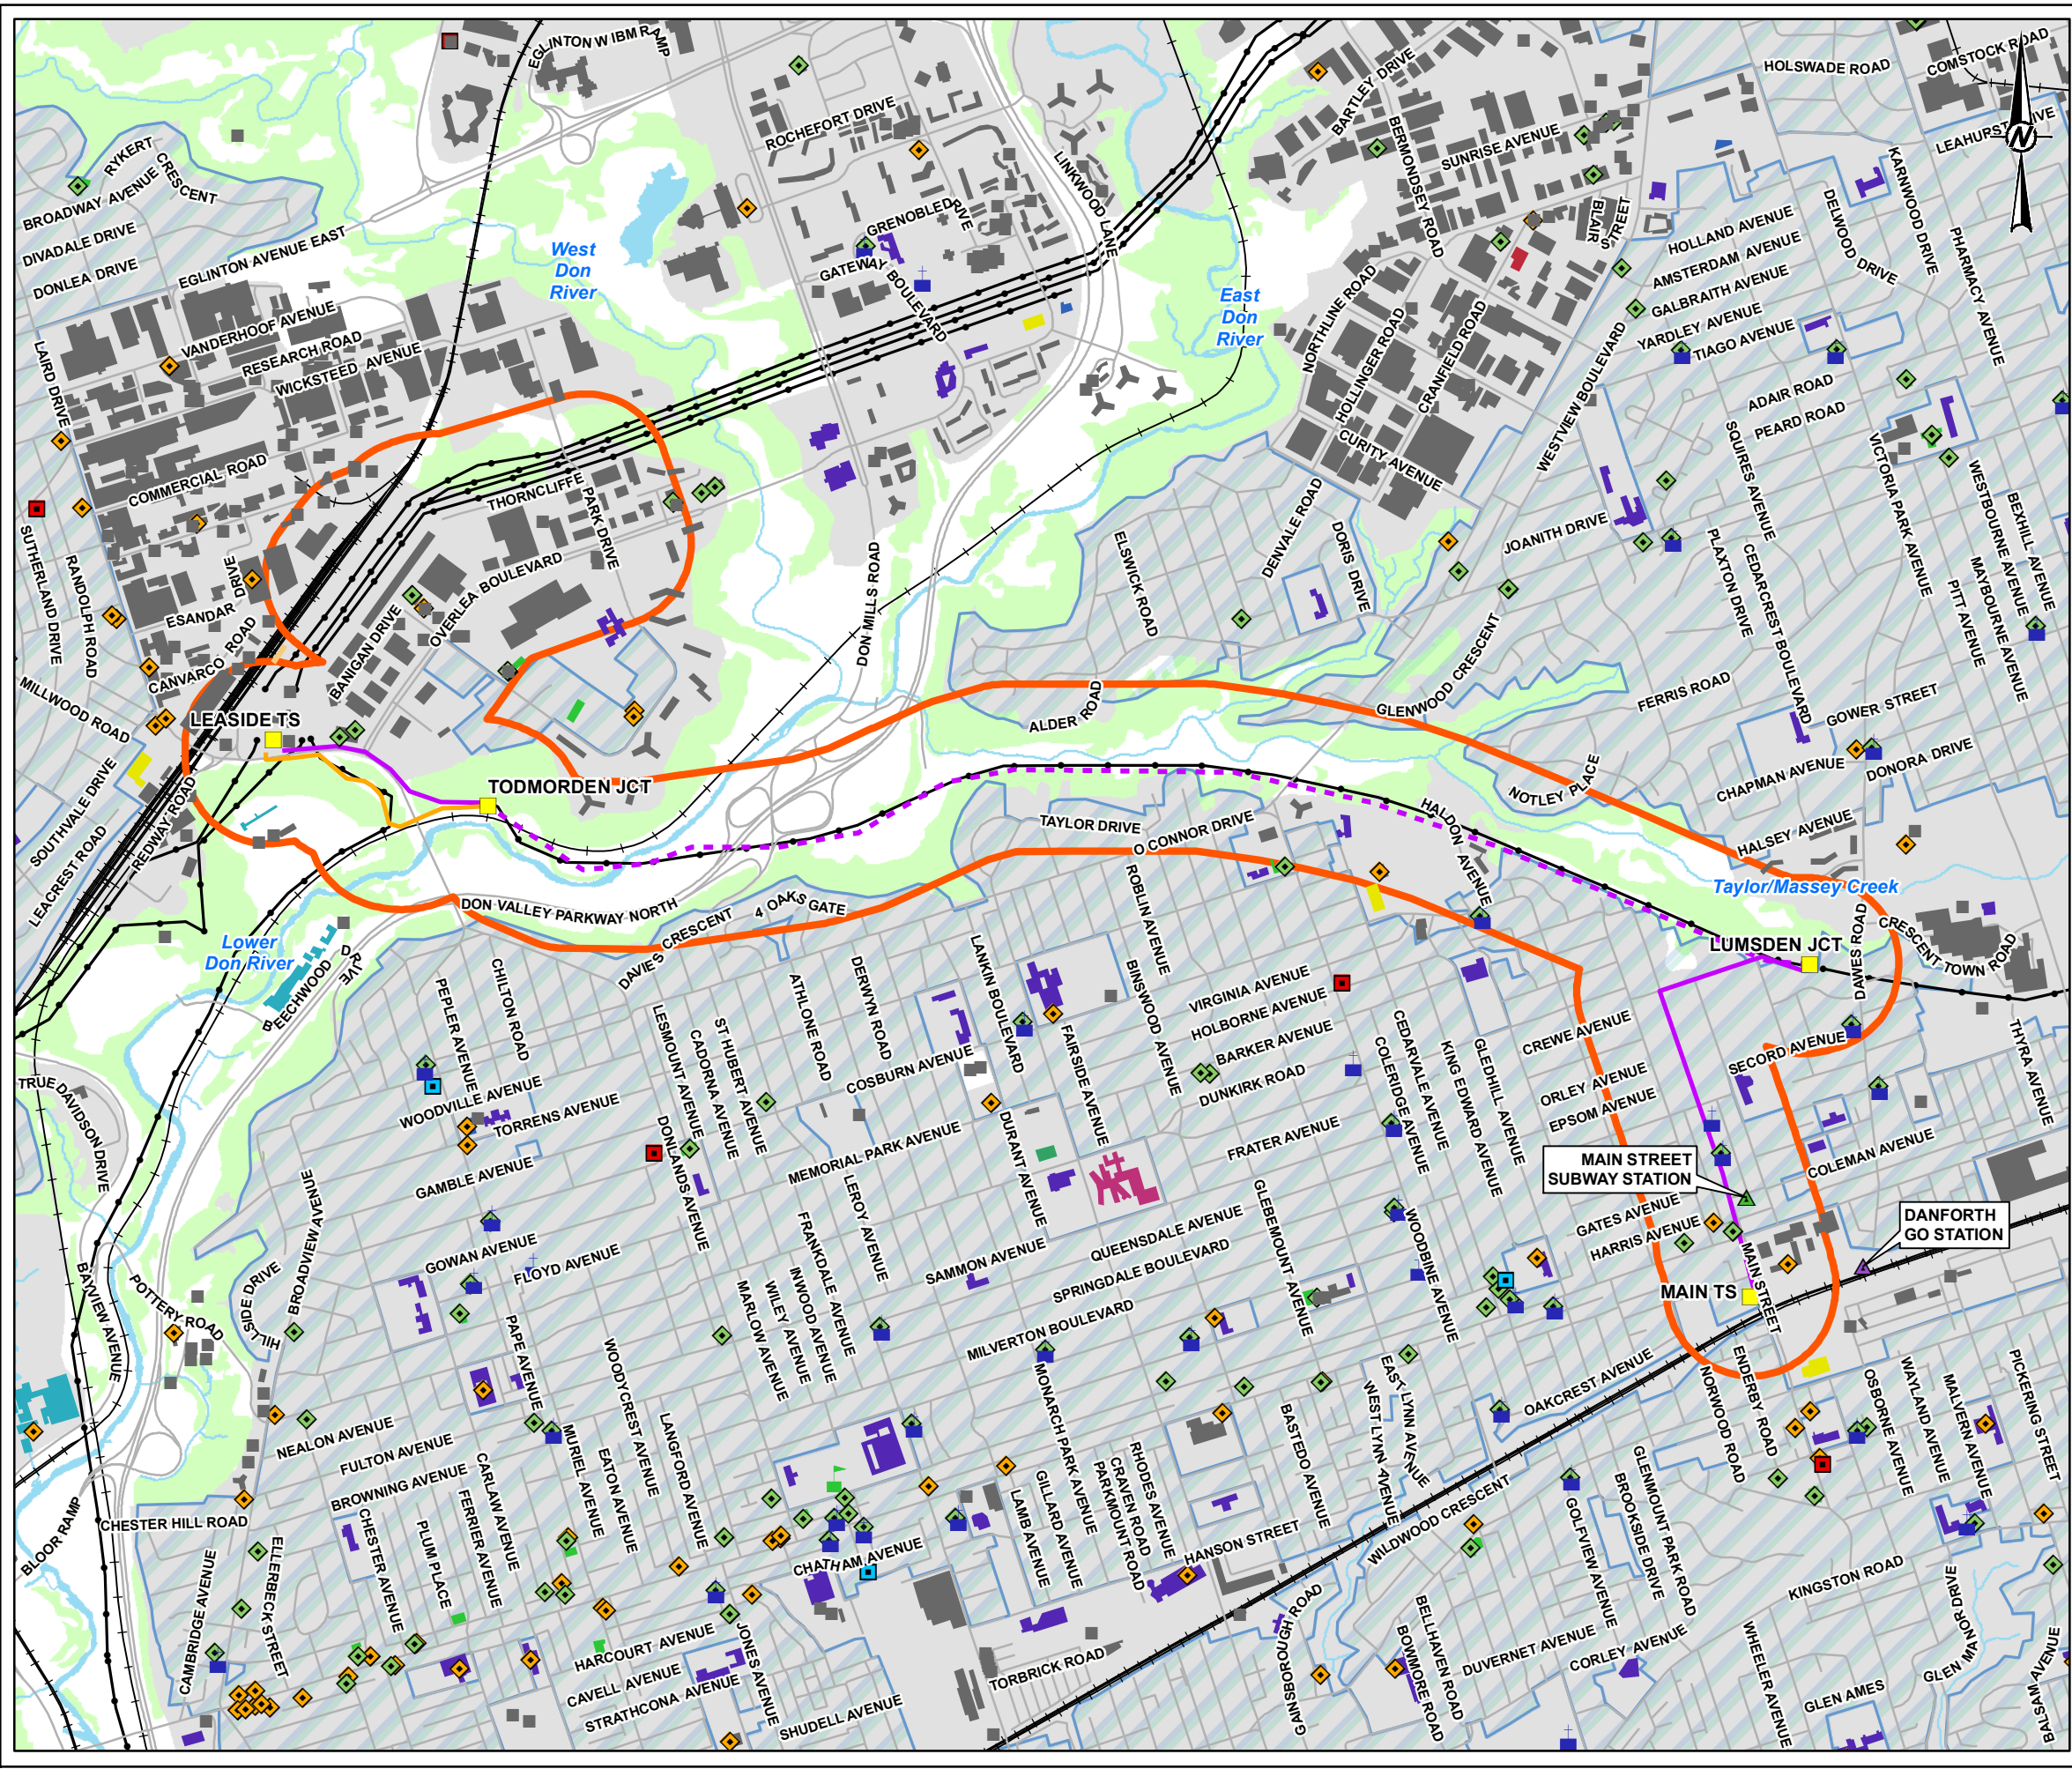 EGLINTON W IBM RAMP
HOLSWADE ROAD
COMSTOCK ROAD
ROCHEFORT DRIVE
BARTLEY DRIVE
BERMONDSEY ROAD
SUNRISE AVENUE
LEAHURST DRIVE
N
RYKERT CRESCENT
BROADWAY AVENUE
LINKWOOD LANE
KARNWOOD DRIVE
DIVADALE DRIVE
DONLEA DRIVE
EGLINTON AVENUE EAST
West
Don
River
GRENOBLE DRIVE
GATEWAY BOULEVARD
BLAIR STREET
HOLLAND AVENUE
DELWOOD DRIVE
AMSTERDAM AVENUE
PHARMACY AVENUE
GALBRAITH AVENUE
East
Don
River
NORTHLINE ROAD
YARDLEY AVENUE
TIAGO AVENUE
LAIRD DRIVE
VANDERHOOF AVENUE
RESEARCH ROAD
WICKSTEED AVENUE
HOLLINGER ROAD
CRANFIELD ROAD
WESTVIEW BOULEVARD
ADAIR ROAD
PEARD ROAD
CURITY AVENUE
SQUIRES AVENUE
VICTORIA PARK AVENUE
COMMERCIAL ROAD
THORNCLIFFE PARK DRIVE
WESTBOURNE AVENUE
BEXHILL AVENUE
SUTHERLAND DRIVE
RANDOLPH ROAD
ESANDAR DRIVE
OVERLEA BOULEVARD
DON MILLS ROAD
ELSWICK ROAD
DENVALE ROAD
DORIS DRIVE
JOANITH DRIVE
PLAXTON DRIVE
CEDARCREST BOULEVARD
PITT AVENUE
MAYBOURNE AVENUE
CANVARCO ROAD
BANIGAN DRIVE
GLENWOOD CRESCENT
FERRIS ROAD
GOWER STREET
MILLWOOD ROAD
LEASIDE TS
ALDER ROAD
CHAPMAN AVENUE
DONORA DRIVE
SOUTHVALE DRIVE
REDWAY ROAD
TODMORDEN JCT
NOTLEY PLACE
TAYLOR DRIVE
O CONNOR DRIVE
HALDON AVENUE
HALSEY AVENUE
LEACREST ROAD
Taylor/Massey Creek
DON VALLEY PARKWAY NORTH
4 OAKS GATE
DAVIES CRESCENT
ROBLIN AVENUE
LUMSDEN JCT
DAWES ROAD
CRESCENT TOWN ROAD
Lower
Don River
BEECHWOOD DRIVE
PEPLER AVENUE
CHILTON ROAD
ATHLONE ROAD
DERWYN ROAD
LANKIN BOULEVARD
BINSWOOD AVENUE
VIRGINIA AVENUE
HOLBORNE AVENUE
BARKER AVENUE
DUNKIRK ROAD
CREWE AVENUE
SECORD AVENUE
THYRA AVENUE
TRUE DAVIDSON DRIVE
WOODVILLE AVENUE
TORRENS AVENUE
LESMOUNT AVENUE
CADORNA AVENUE
ST HUBERT AVENUE
COSBURN AVENUE
FAIRSIDE AVENUE
COLERIDGE AVENUE
CEDARVALE AVENUE
KING EDWARD AVENUE
GLEDHILL AVENUE
ORLEY AVENUE
EPSOM AVENUE
DONLANDS AVENUE
MEMORIAL PARK AVENUE
DURANT AVENUE
FRATER AVENUE
COLEMAN AVENUE
MAIN STREET
SUBWAY STATION
GAMBLE AVENUE
BROADVIEW AVENUE
LEROY AVENUE
FRANKDALE AVENUE
QUEENSDALE AVENUE
GLEBEMOUNT AVENUE
WOODBINE AVENUE
GATES AVENUE
HARRIS AVENUE
DANFORTH
GO STATION
GOWAN AVENUE
FLOYD AVENUE
SAMMON AVENUE
SPRINGDALE BOULEVARD
MAIN STREET
MAIN TS
BAYVIEW AVENUE
POTTERY ROAD
HILLSIDE DRIVE
PAPE AVENUE
MARLOW AVENUE
WILEY AVENUE
INWOOD AVENUE
MILVERTON BOULEVARD
WOODYCREST AVENUE
MONARCH PARK AVENUE
EAST LYNN AVENUE
WEST LYNN AVENUE
OAKCREST AVENUE
NORWOOD ROAD
ENDERBY ROAD
OSBORNE AVENUE
WAYLAND AVENUE
MALVERN AVENUE
PICKERING STREET
NEALON AVENUE
FULTON AVENUE
BROWNING AVENUE
CARLAW AVENUE
FERRIER AVENUE
MURIEL AVENUE
EATON AVENUE
LANGFORD AVENUE
LAMB AVENUE
GILLARD AVENUE
PARKMOUNT ROAD
CRAVEN ROAD
RHODES AVENUE
BASTEDO AVENUE
HANSON STREET
WILDWOOD CRESCENT
GOLFVIEW AVENUE
BROOKSIDE DRIVE
GLENMOUNT PARK ROAD
BLOOR RAMP
CHESTER HILL ROAD
CHESTER AVENUE
PLUM PLACE
CHATHAM AVENUE
KINGSTON ROAD
CAMBRIDGE AVENUE
ELLERBECK STREET
HARCOURT AVENUE
CAVELL AVENUE
STRATHCONA AVENUE
JONES AVENUE
SHUDELL AVENUE
TORBRICK ROAD
GAINSBOROUGH ROAD
BOWMORE ROAD
BELLHAVEN ROAD
DUVERNET AVENUE
CORLEY AVENUE
WHEELER AVENUE
GLEN AMES
GLEN MANOR DRIVE
BALSAM AVENUE